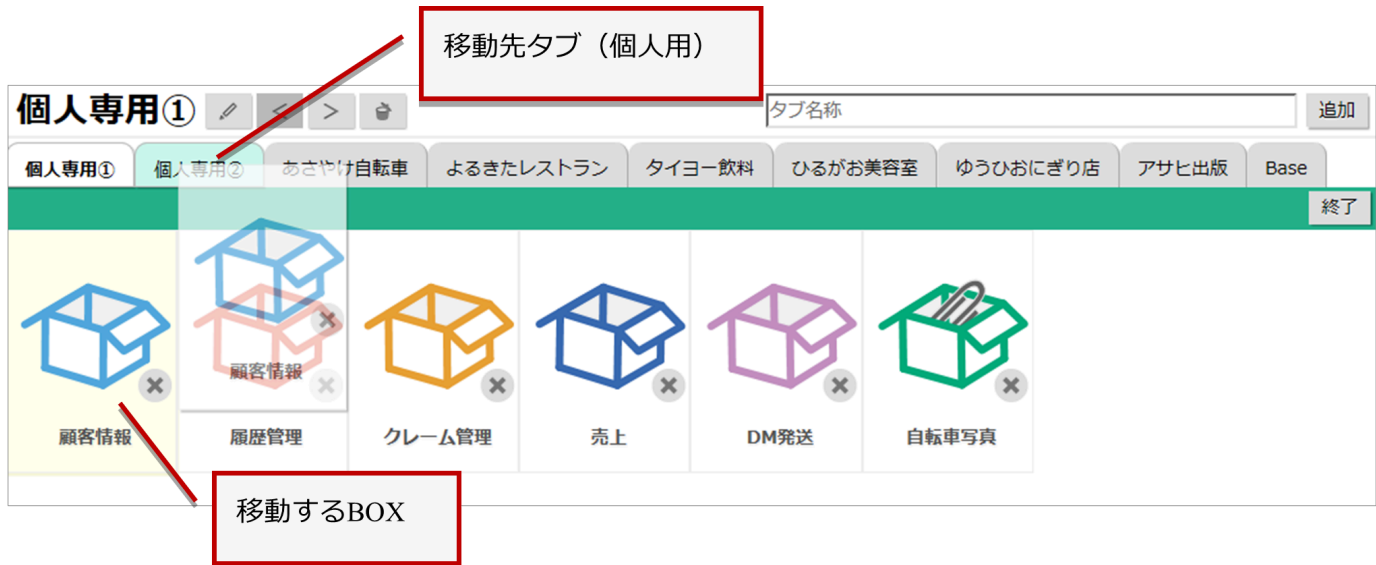 移動先タブ（個人用）
個人専用①
タブ名称
追加
個人専用① 個人専用② あさやけ自転車 よるきたレストラン タイヨー飲料 ひるがお美容室 ゆうひおにぎり店 アサヒ出版 Base
終了
顧客情報
顧客情報 履歴管理 クレーム管理 売上 DM発送 自転車写真
移動するBOX